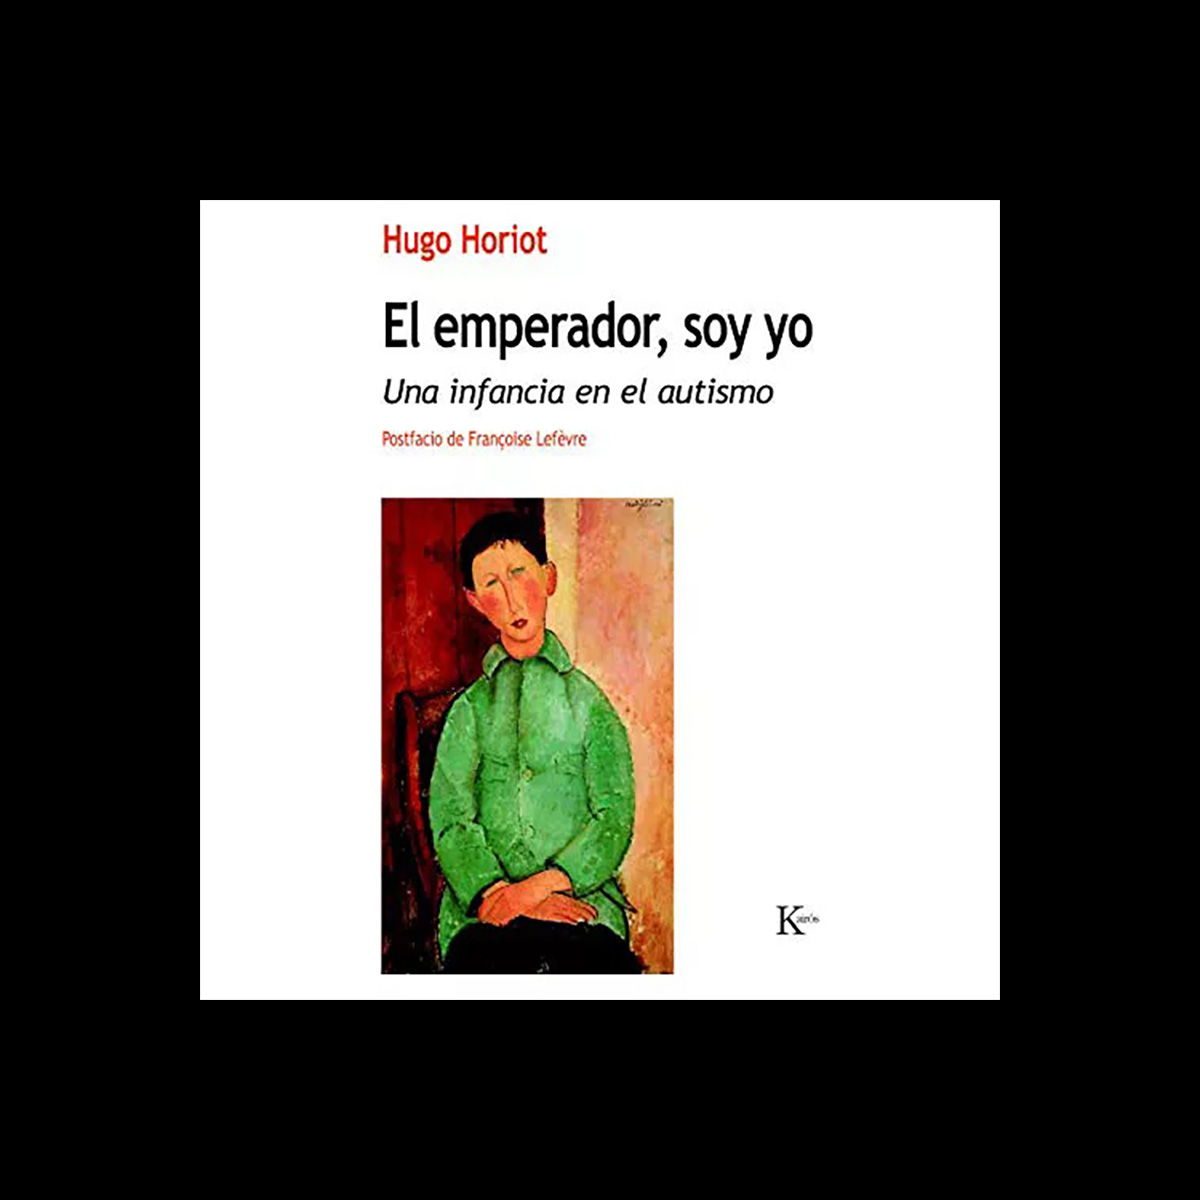 Hugo Horiot
El emperador, soy yo
Una infancia en el autismo
Postfacio de Françoise Lefèvre
Kairós